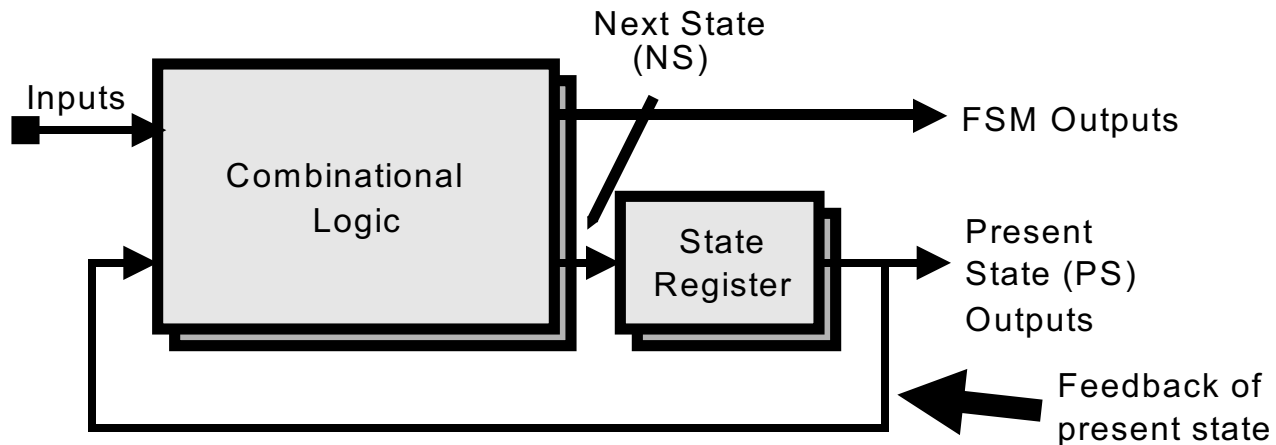 Next State
(NS)
Inputs
FSM Outputs
Combinational
Logic
State
Register
Present
State (PS)
Outputs
Feedback of
present state